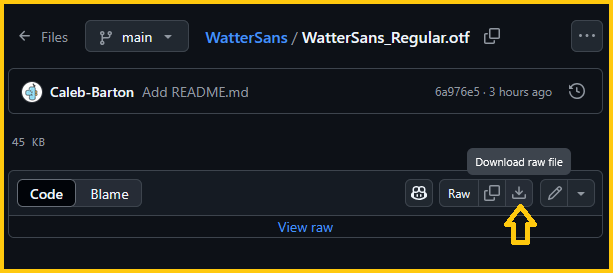 Files main WatterSans / WatterSans_Regular.otf
Caleb-Barton Add README.md 6a976e5 · 3 hours ago
45 KB
Download raw file
Code Blame Raw
View raw